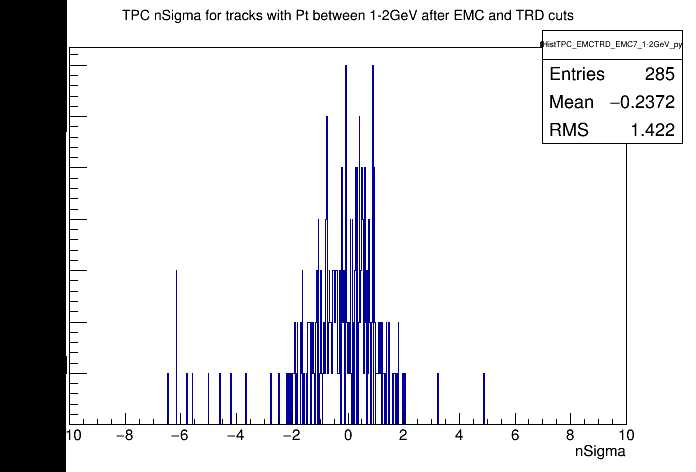 TPC nSigma for tracks with Pt between 1-2GeV after EMC and TRD cuts
HistTPC_EMCTRD_EMC7_1-2GeV_py
Entries 285
Mean −0.2372
RMS 1.422
10 −8 −6 −4 −2 0 2 4 6 8 10
nSigma